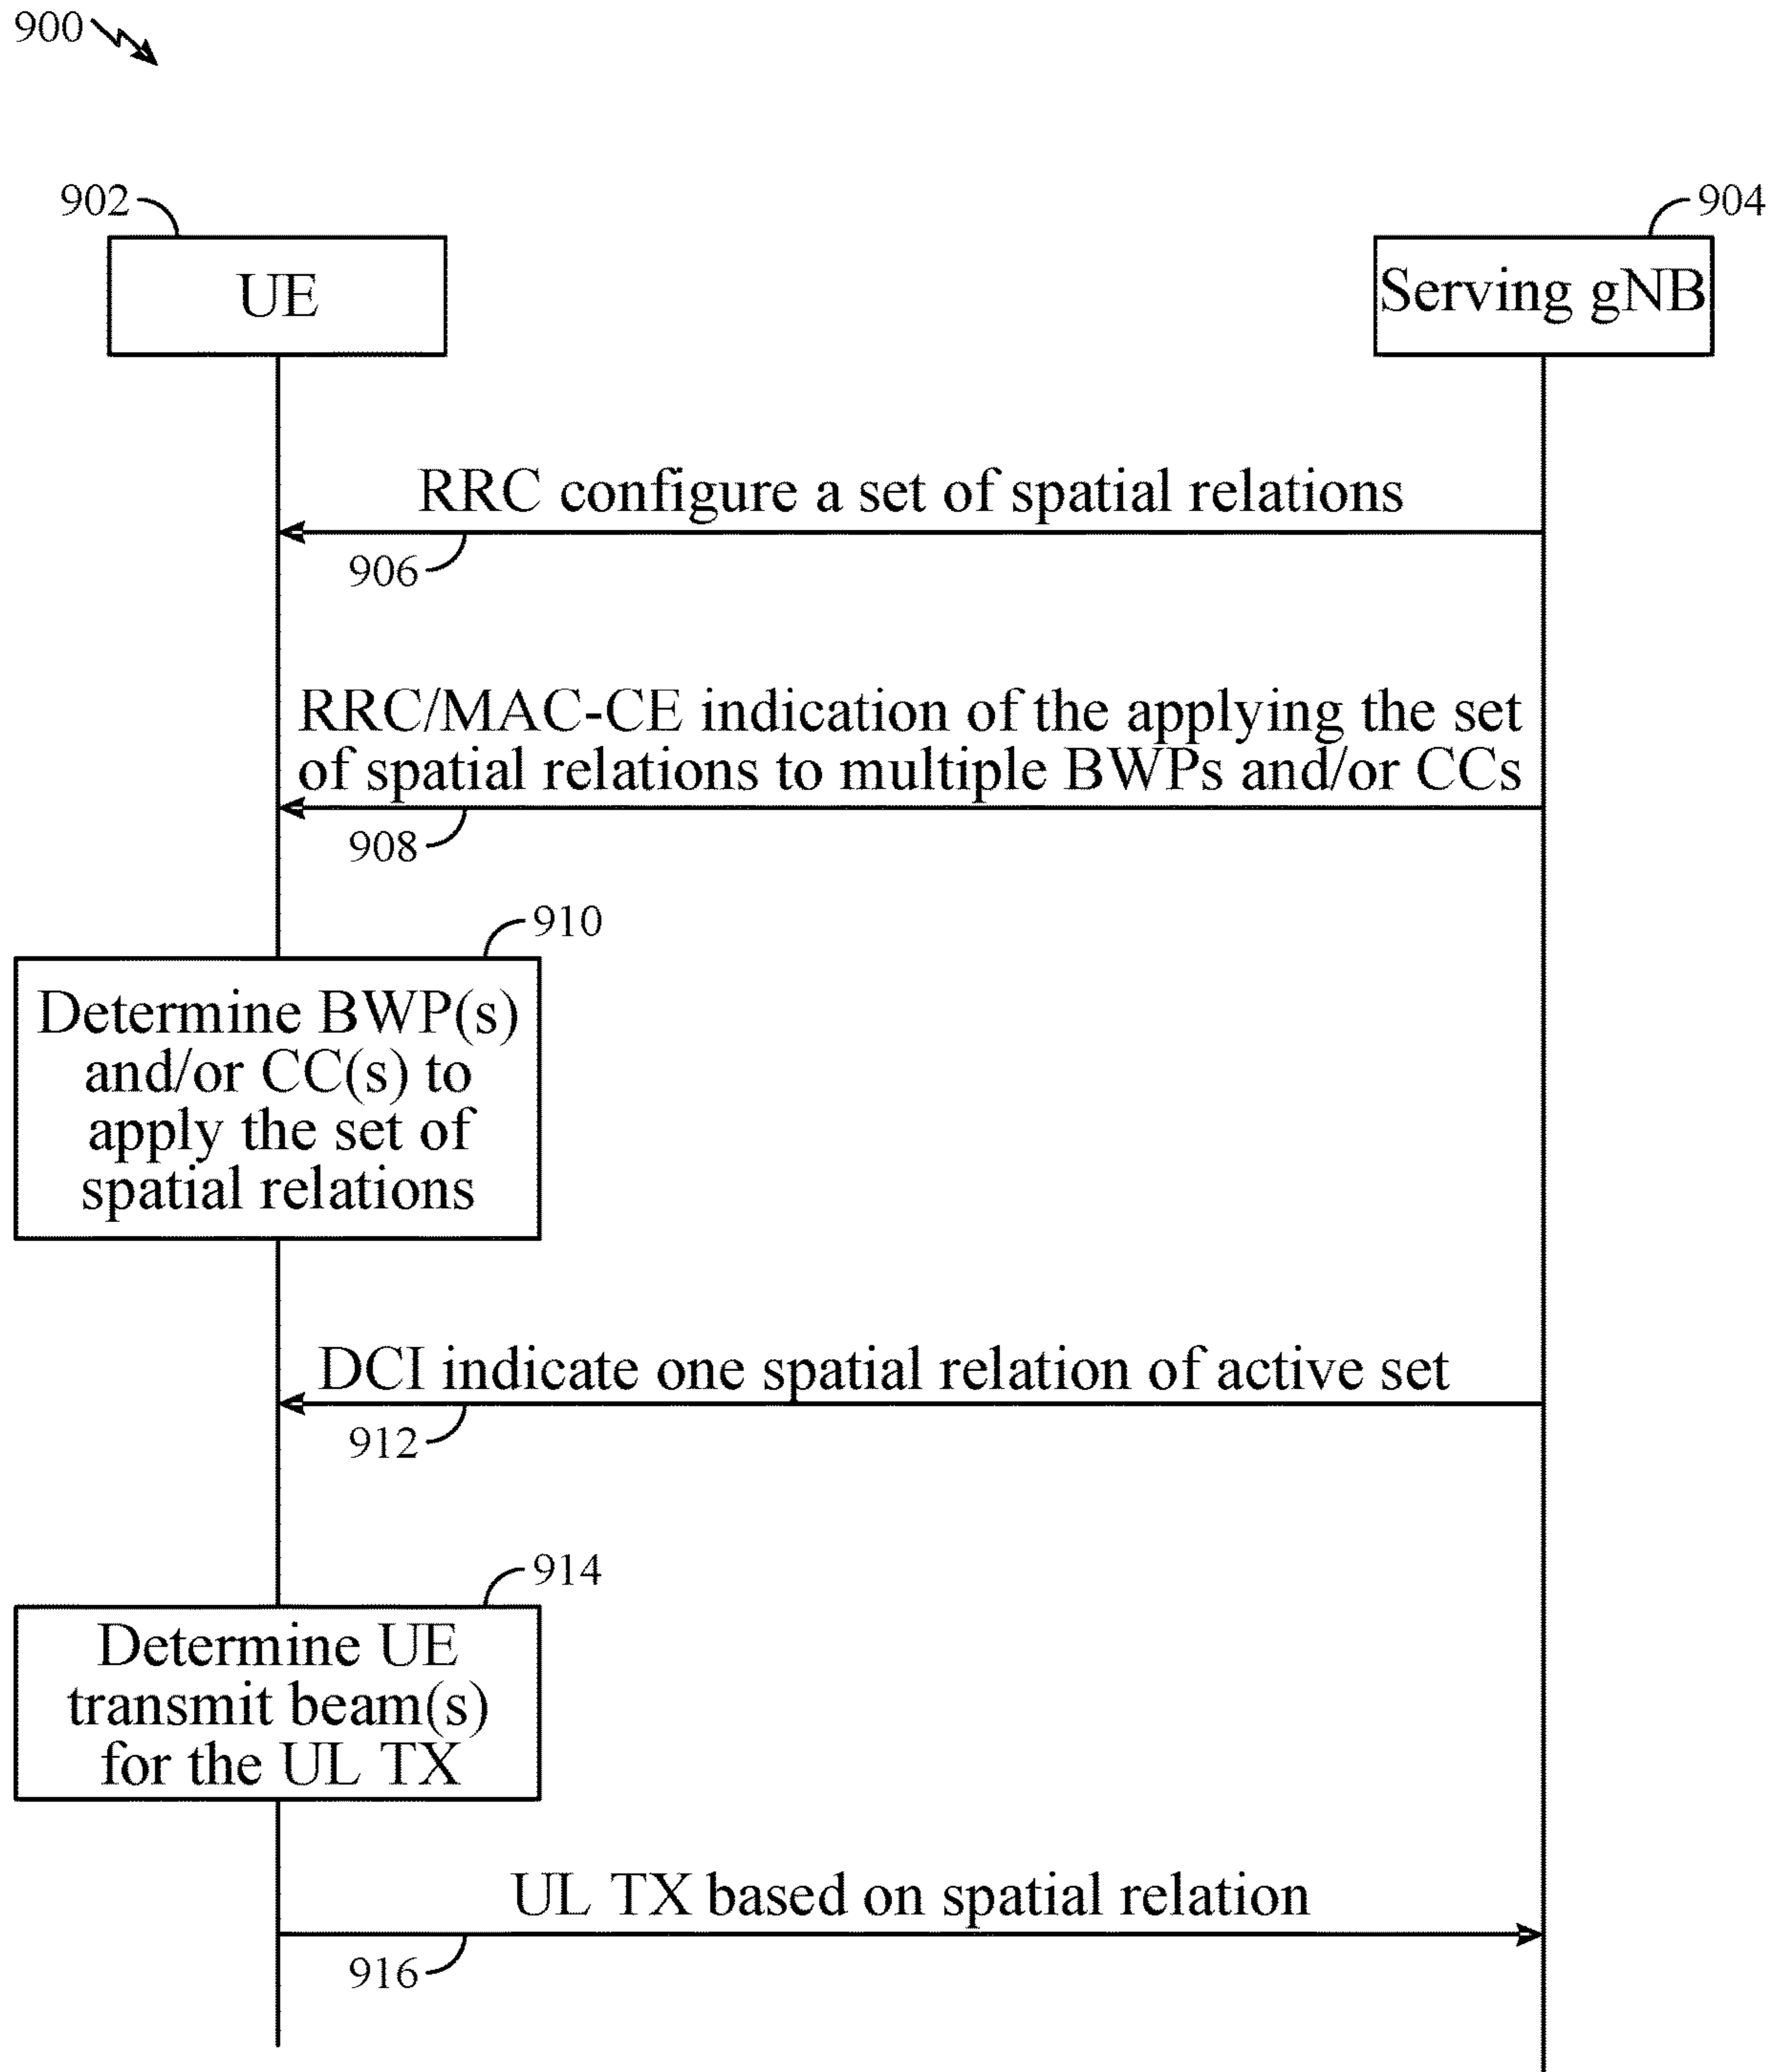 900
902
904
UE
Serving gNB
RRC configure a set of spatial relations
906
RRC/MAC-CE indication of the applying the set
of spatial relations to multiple BWPs and/or CCs
908
910
Determine BWP(s)
and/or CC(s) to
apply the set of
spatial relations
DCI indicate one spatial relation of active set
912
914
Determine UE
transmit beam(s)
for the UL TX
UL TX based on spatial relation
916